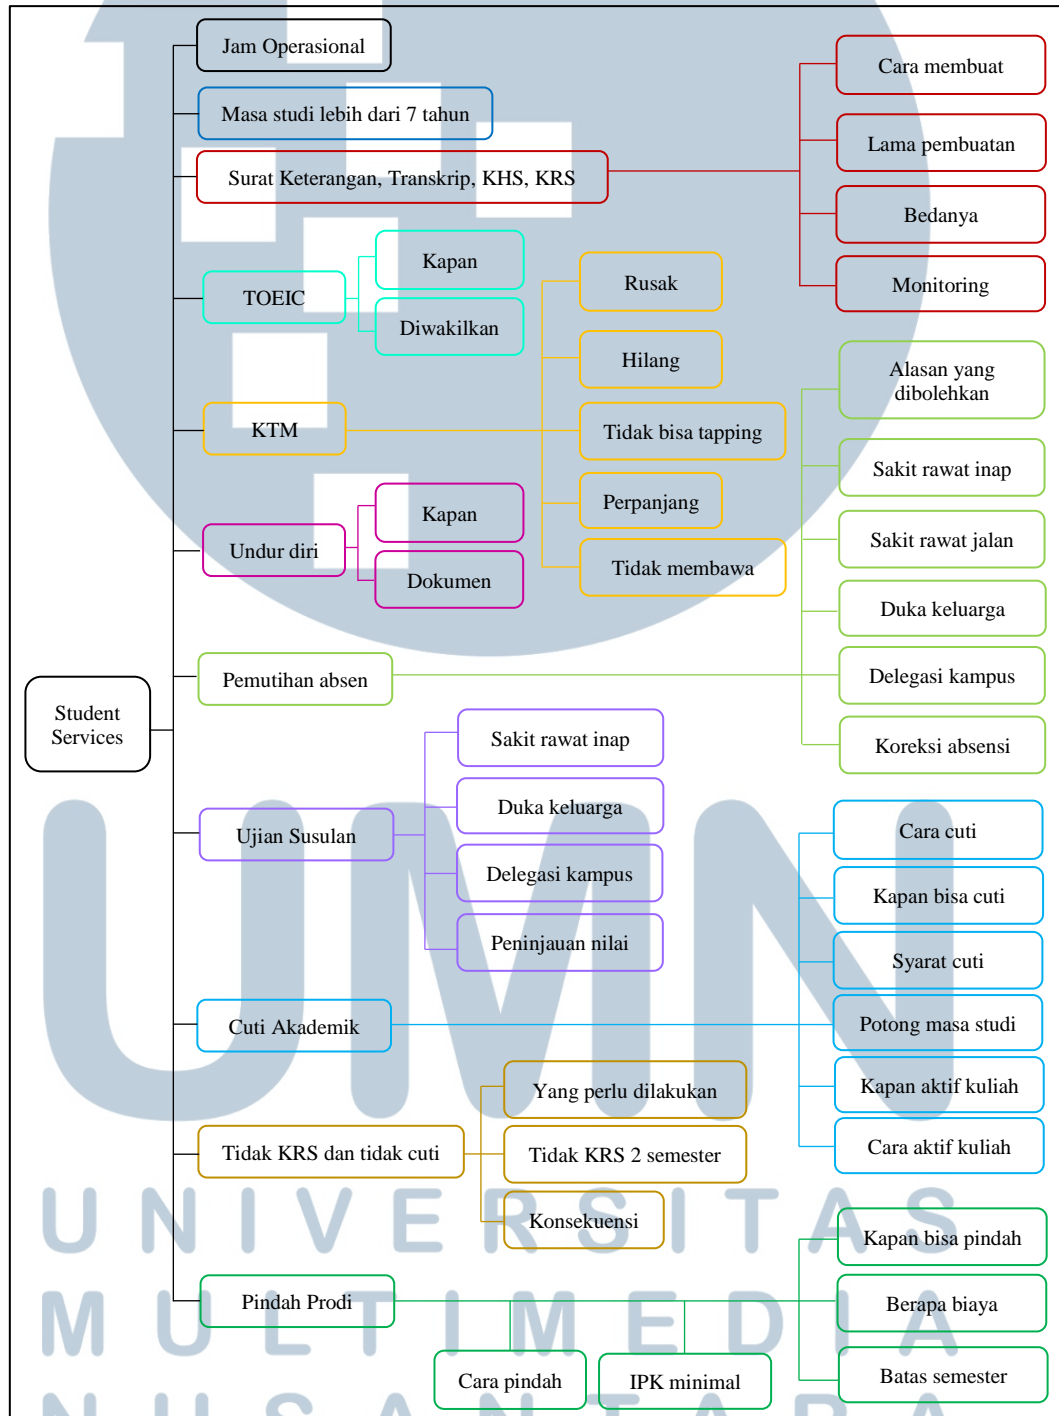 Jam Operasional
Masa studi lebih dari 7 tahun
Surat Keterangan, Transkrip, KHS, KRS
Cara membuat
Lama pembuatan
Bedanya
Monitoring
TOEIC
Kapan
Diwakilkan
KTM
Rusak
Hilang
Tidak bisa tapping
Perpanjang
Tidak membawa
Undur diri
Kapan
Dokumen
Pemutihan absen
Alasan yang
dibolehkan
Sakit rawat inap
Sakit rawat jalan
Duka keluarga
Delegasi kampus
Koreksi absensi
Student
Services
Ujian Susulan
Sakit rawat inap
Duka keluarga
Delegasi kampus
Peninjauan nilai
Cuti Akademik
Cara cuti
Kapan bisa cuti
Syarat cuti
Potong masa studi
Kapan aktif kuliah
Cara aktif kuliah
Tidak KRS dan tidak cuti
Yang perlu dilakukan
Tidak KRS 2 semester
Konsekuensi
Pindah Prodi
Cara pindah
IPK minimal
Kapan bisa pindah
Berapa biaya
Batas semester
UMN
UNIVERSITAS
MULTIMEDIA
NUSANTARA